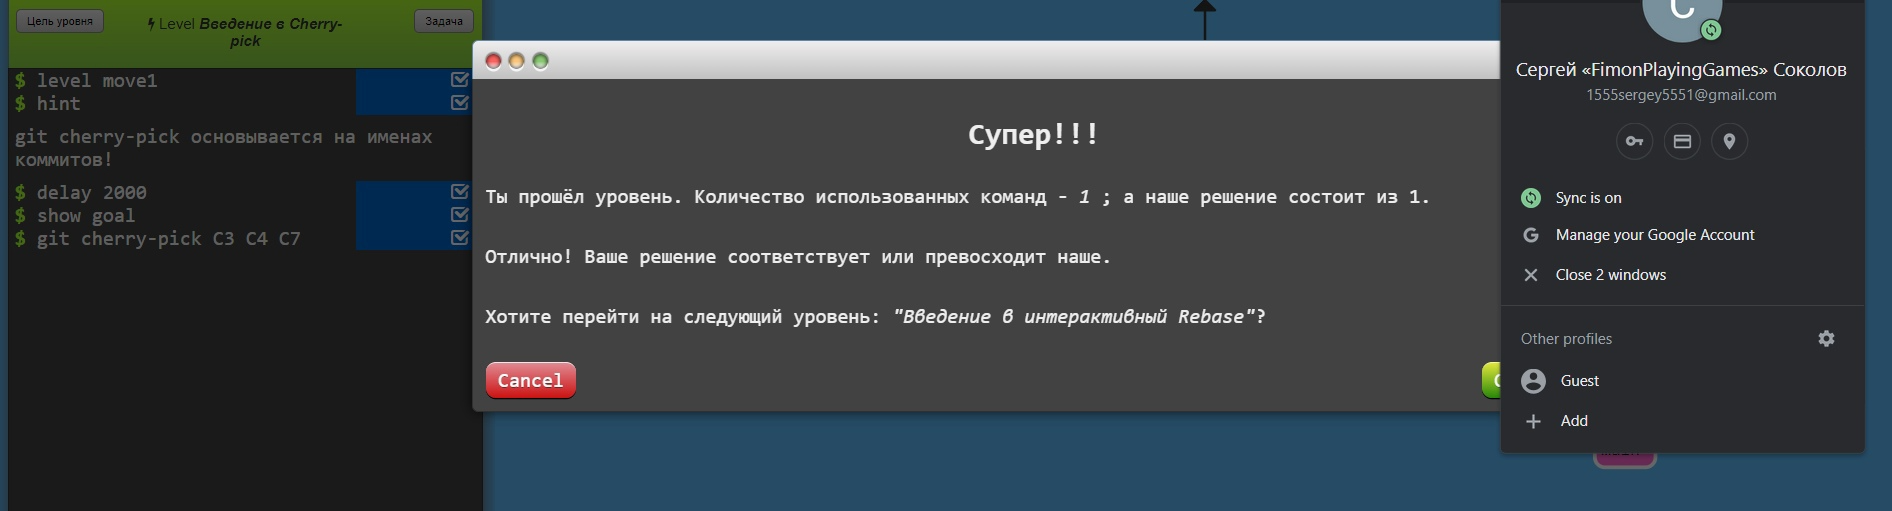 Цель уровня
Level Введение в Cherry-
pick
Задача
$ level move1
$ hint
git cherry-pick основывается на именах
коммитов!
$ delay 2000
$ show goal
$ git cherry-pick C3 C4 C7
Супер!!!
Ты прошёл уровень. Количество использованных команд - 1 ; а наше решение состоит из 1.
Отлично! Ваше решение соответствует или превосходит наше.
Хотите перейти на следующий уровень: "Введение в интерактивный Rebase"?
Cancel
С
Сергей «FimonPlayingGames» Соколов
1555sergey5551@gmail.com
Sync is on
Manage your Google Account
Close 2 windows
Other profiles
Guest
Add